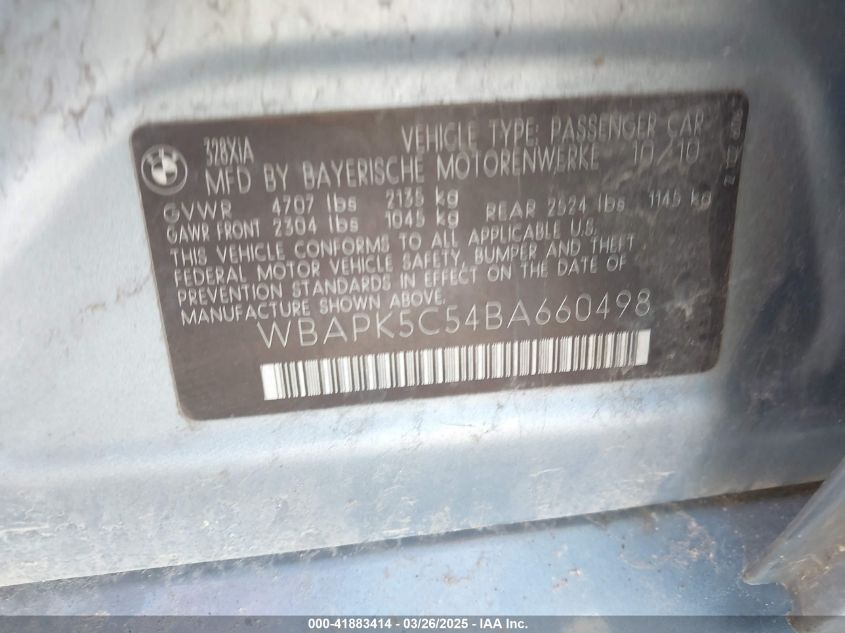 BMW
328XiA VEHICLE TYPE: PASSENGER CAR
MFD BY BAYERISCHE MOTORENWERKE 10/10
GVWR 4707 lbs 2135 kg
GAWR FRONT 2304 lbs 1045 kg REAR 2524 lbs 1145 kg
THIS VEHICLE CONFORMS TO ALL APPLICABLE U.S.
FEDERAL MOTOR VEHICLE SAFETY, BUMPER AND THEFT
PREVENTION STANDARDS IN EFFECT ON THE DATE OF
MANUFACTURE SHOWN ABOVE.
WBAPK5C54BA660498
000-41883414 - 03/26/2025 - IAA Inc.